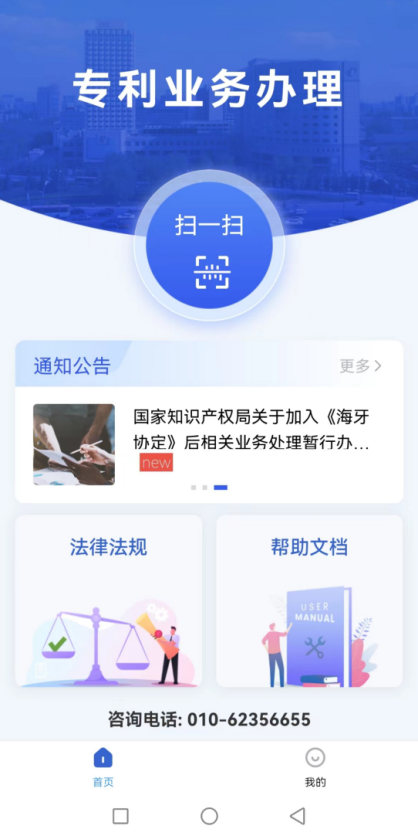 专利业务办理
扫一扫
通知公告
更多
国家知识产权局关于加入《海牙
协定》后相关业务处理暂行办...
new
法律法规
帮助文档
USER
MANUAL
咨询电话: 010-62356655
首页
我的